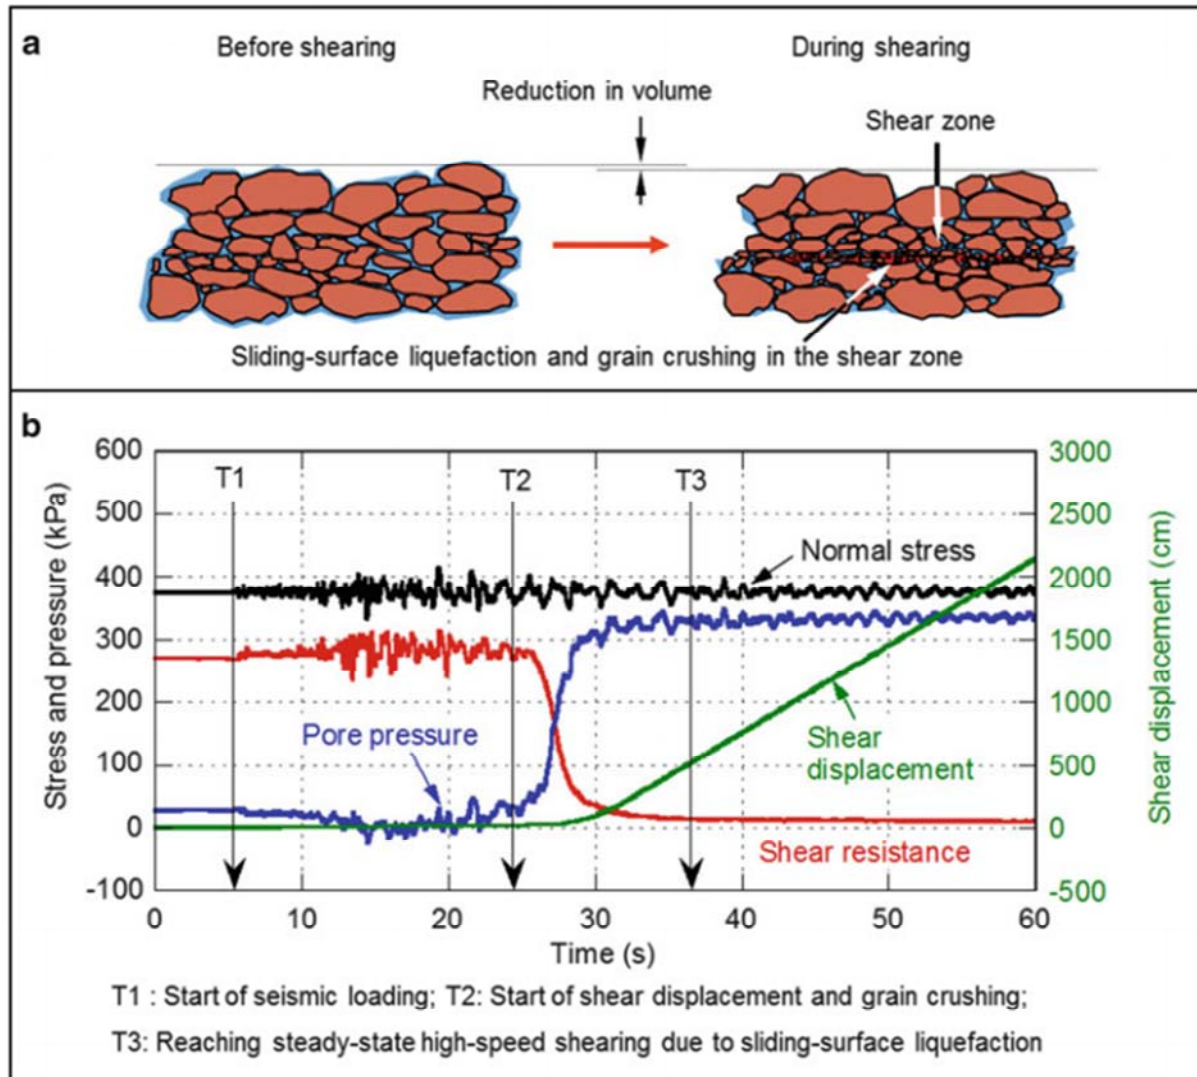 a
Before shearing
During shearing
Reduction in volume
Shear zone
Sliding-surface liquefaction and grain crushing in the shear zone
b
600
500
400
300
200
100
0
-100
Stress and pressure (kPa)
T1
T2
T3
Normal stress
Pore pressure
Shear
displacement
Shear resistance
3000
2500
2000
1500
1000
500
0
-500
Shear displacement (cm)
0 10 20 30 40 50 60
Time (s)
T1 : Start of seismic loading; T2: Start of shear displacement and grain crushing;
T3: Reaching steady-state high-speed shearing due to sliding-surface liquefaction